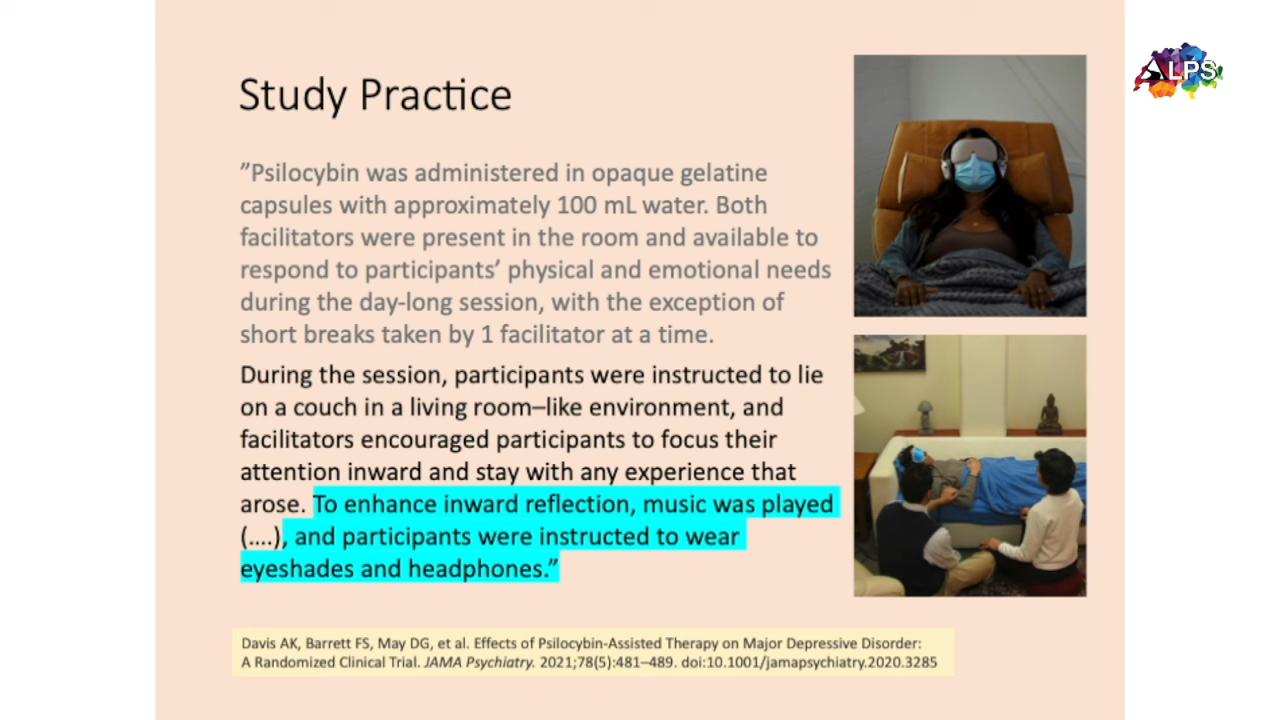 ALPS
Study Practice
”Psilocybin was administered in opaque gelatine
capsules with approximately 100 mL water. Both
facilitators were present in the room and available to
respond to participants’ physical and emotional needs
during the day-long session, with the exception of
short breaks taken by 1 facilitator at a time.
During the session, participants were instructed to lie
on a couch in a living room–like environment, and
facilitators encouraged participants to focus their
attention inward and stay with any experience that
arose. To enhance inward reflection, music was played
(....), and participants were instructed to wear
eyeshades and headphones.”
Davis AK, Barrett FS, May DG, et al. Effects of Psilocybin-Assisted Therapy on Major Depressive Disorder:
A Randomized Clinical Trial. JAMA Psychiatry. 2021;78(5):481–489. doi:10.1001/jamapsychiatry.2020.3285